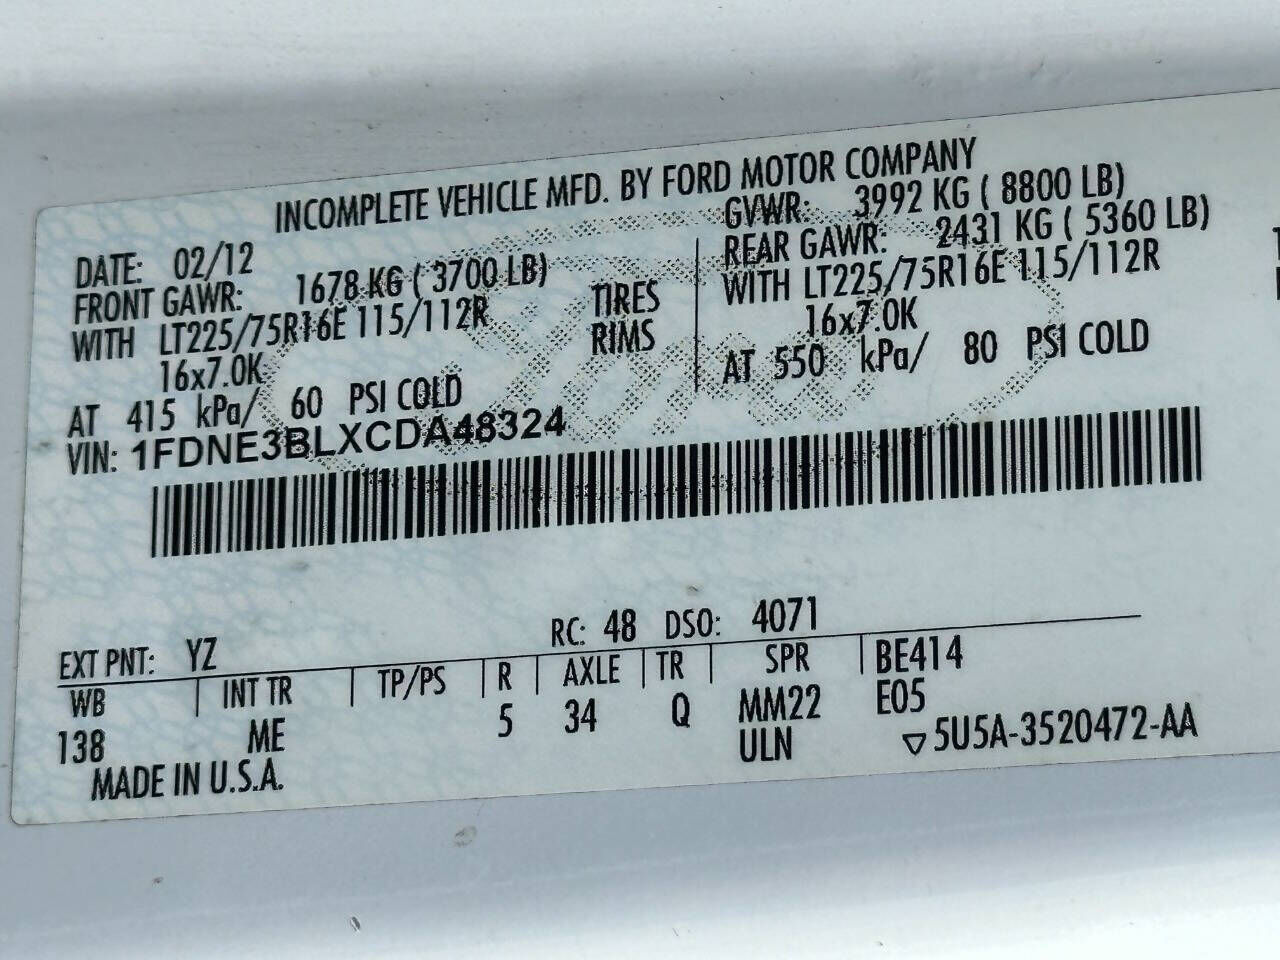 INCOMPLETE VEHICLE MFD. BY FORD MOTOR COMPANY
DATE: 02/12 GVWR: 3992 KG ( 8800 LB)
FRONT GAWR: 1678 KG ( 3700 LB) REAR GAWR: 2431 KG ( 5360 LB)
WITH LT225/75R16E 115/112R TIRES WITH LT225/75R16E 115/112R
16x7.0K RIMS 16x7.0K
AT 415 kPa/ 60 PSI COLD AT 550 kPa/ 80 PSI COLD
VIN: 1FDNE3BLXCDA48324
EXT PNT: YZ RC: 48 DSO: 4071
WB INT TR TP/PS R AXLE TR SPR BE414
138 ME 5 34 Q MM22 E05
ULN ▽5U5A-3520472-AA
MADE IN U.S.A.